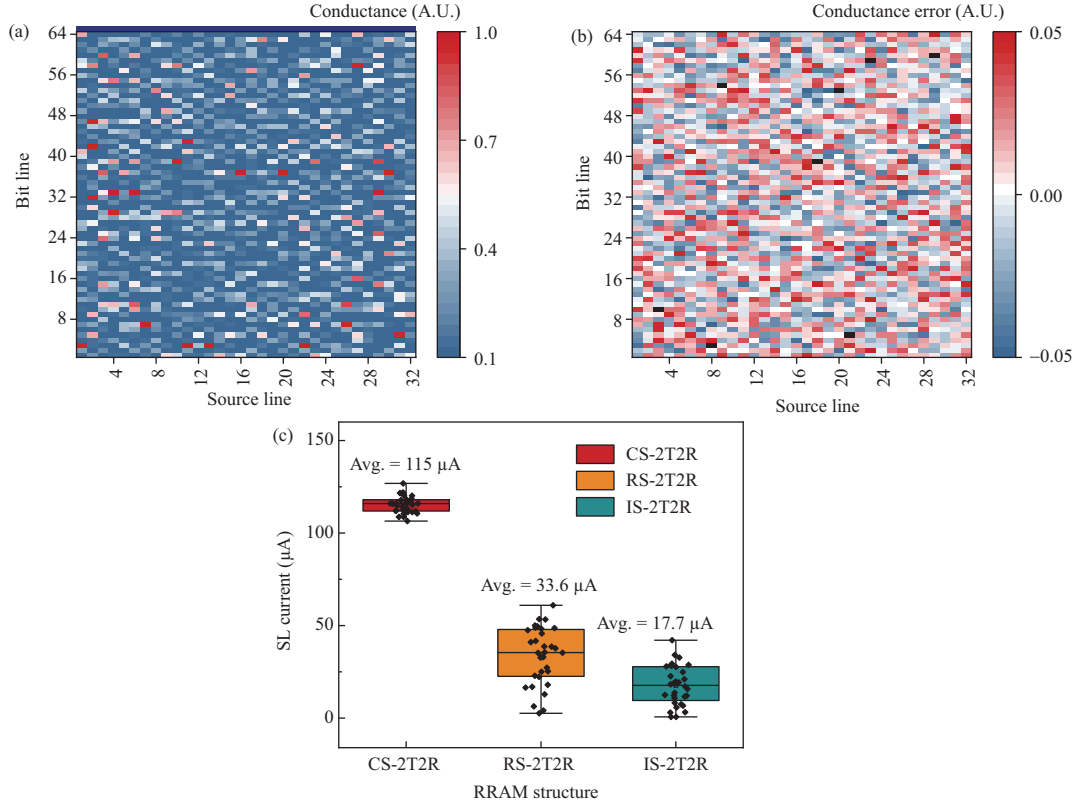 (a)
Conductance (A.U.)
64
56
48
40
32
24
16
8
Bit line
4
8
12
16
20
24
28
32
Source line
1.0
0.7
0.4
0.1
(b)
Conductance error (A.U.)
64
56
48
40
32
24
16
8
Bit line
4
8
12
16
20
24
28
32
Source line
0.05
0.00
−0.05
(c)
150
100
50
0
SL current (µA)
Avg. = 115 µA
Avg. = 33.6 µA
Avg. = 17.7 µA
CS-2T2R
RS-2T2R
IS-2T2R
CS-2T2R
RS-2T2R
IS-2T2R
RRAM structure